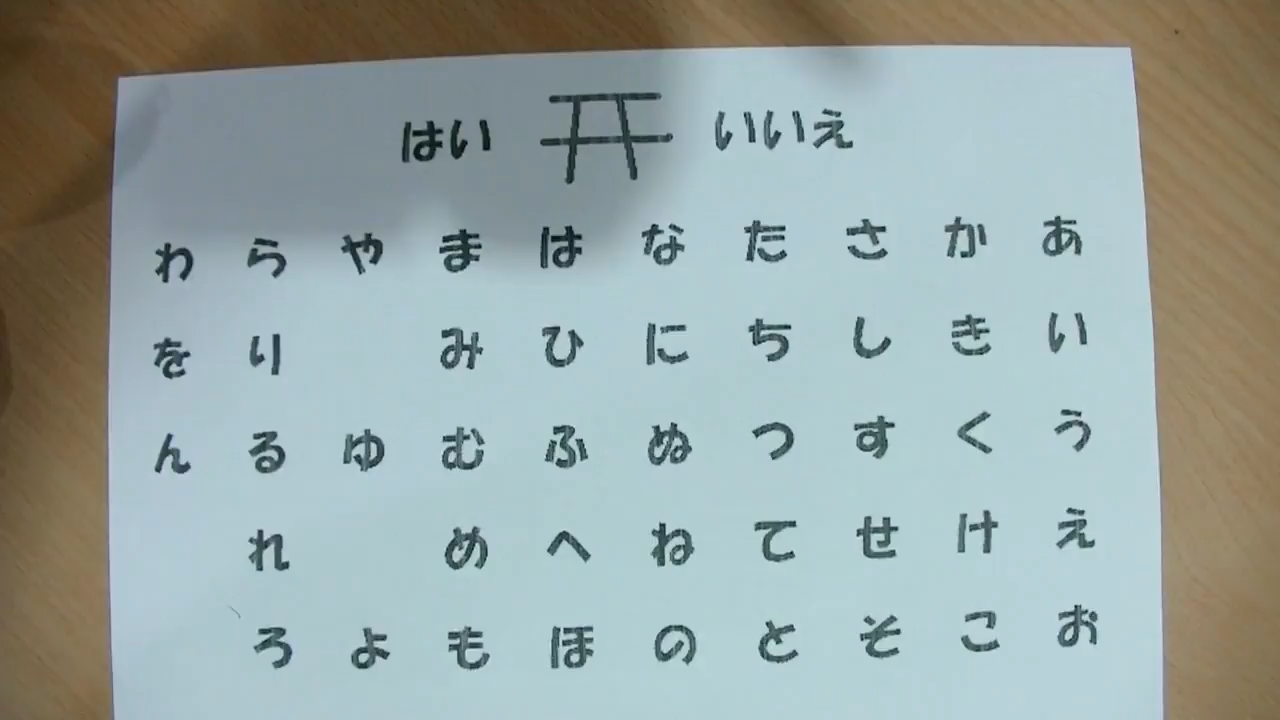 はい いいえ
わ ら や ま は な た さ か あ
を り み ひ に ち し き い
ん る ゆ む ふ ぬ つ す く う
れ め へ ね て せ け え
ろ よ も ほ の と そ こ お